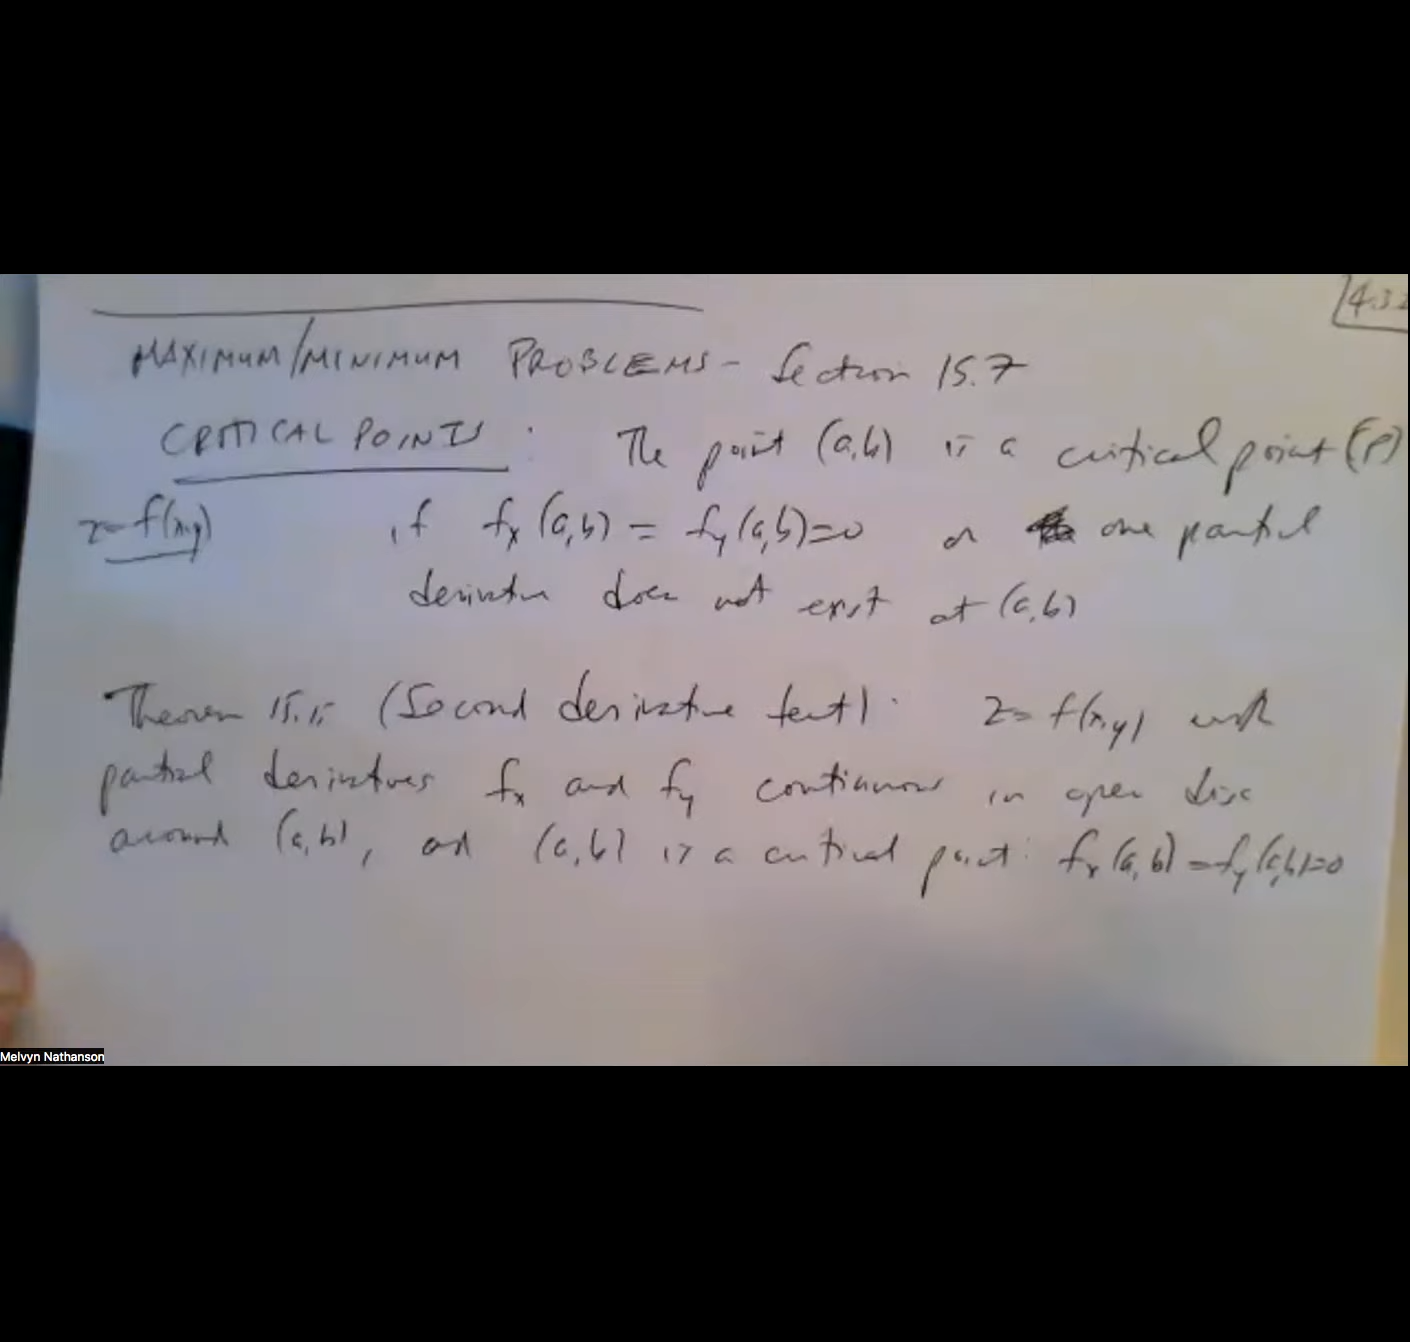 4.32
MAXIMUM/MINIMUM PROBLEMS - Section 15.7
CRITICAL POINTS : The point (a,b) is a critical point
z=f(x,y) if fx (a,b) = fy (a,b)=0 or one partial
derivative does not exist at (a,b)
Theorem 15.15 (Second derivative test). z= f(x,y) with
partial derivatives fx and fy continuous in open disc
around (a,b), and (a,b) is a critical point: fx(a,b)=fy(a,b)=0
Melvyn Nathanson